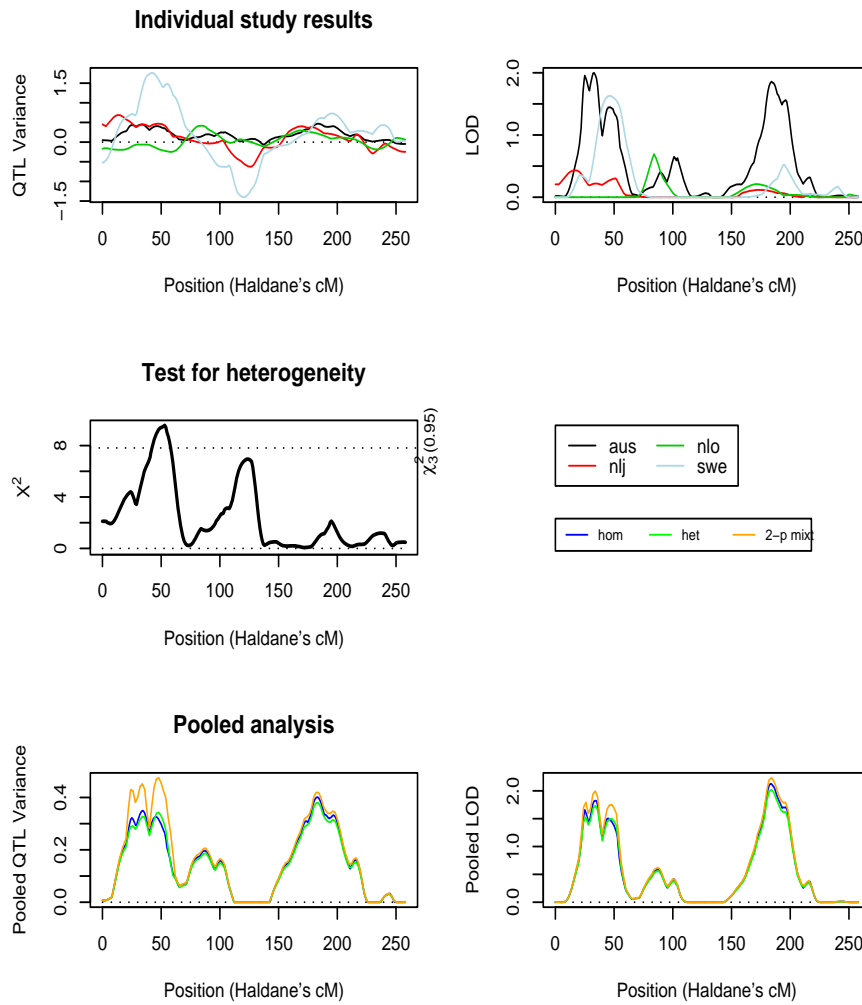 Individual study results
QTL Variance
1.5
0.0
−1.5
0 50 100 150 200 250
Position (Haldane's cM)
LOD
2.0
1.0
0.0
0 50 100 150 200 250
Position (Haldane's cM)
Test for heterogeneity
X²
8
4
0
χ²₃(0.95)
0 50 100 150 200 250
Position (Haldane's cM)
aus nlo
nlj swe
hom het 2−p mixt
Pooled analysis
Pooled QTL Variance
0.4
0.2
0.0
0 50 100 150 200 250
Position (Haldane's cM)
Pooled LOD
2.0
1.0
0.0
0 50 100 150 200 250
Position (Haldane's cM)